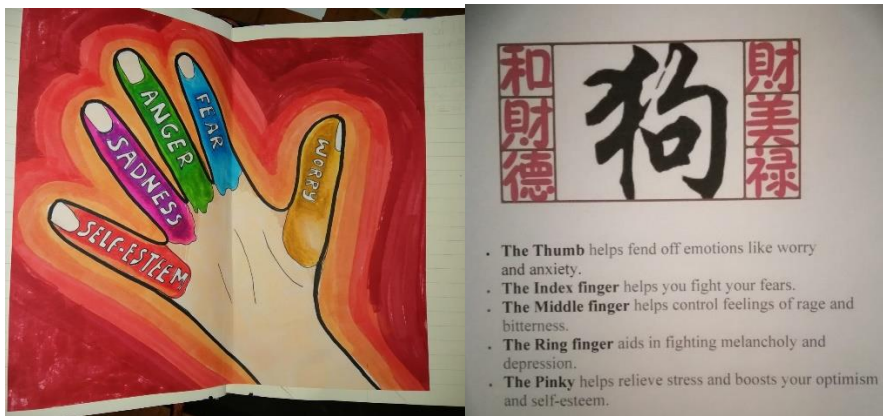 SELF-ESTEEM
SADNESS
ANGER
FEAR
WORRY
和財德
狗
財美禄
• The Thumb helps fend off emotions like worry
and anxiety.
• The Index finger helps you fight your fears.
• The Middle finger helps control feelings of rage and
bitterness.
• The Ring finger aids in fighting melancholy and
depression.
• The Pinky helps relieve stress and boosts your optimism
and self-esteem.